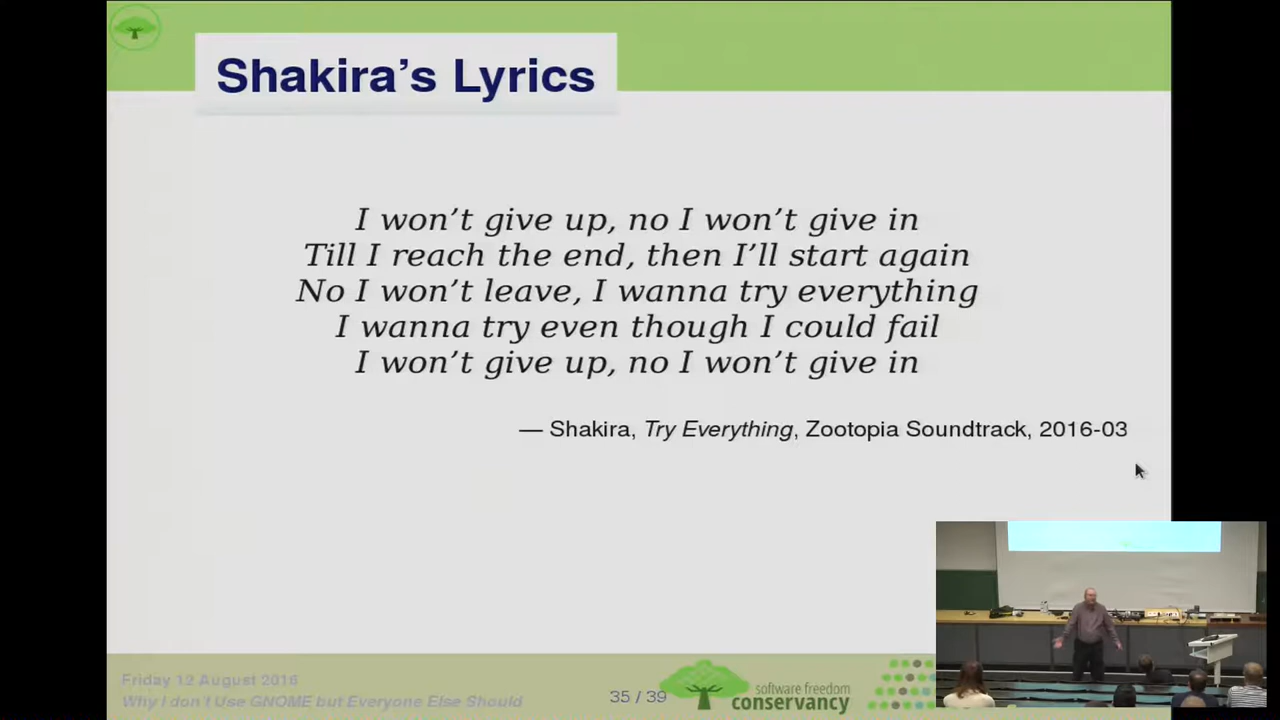 Shakira's Lyrics
I won't give up, no I won't give in
Till I reach the end, then I'll start again
No I won't leave, I wanna try everything
I wanna try even though I could fail
I won't give up, no I won't give in
— Shakira, Try Everything, Zootopia Soundtrack, 2016-03
Friday 12 August 2016
Why I don't Use GNOME but Everyone Else Should
35 / 39
software freedom
conservancy